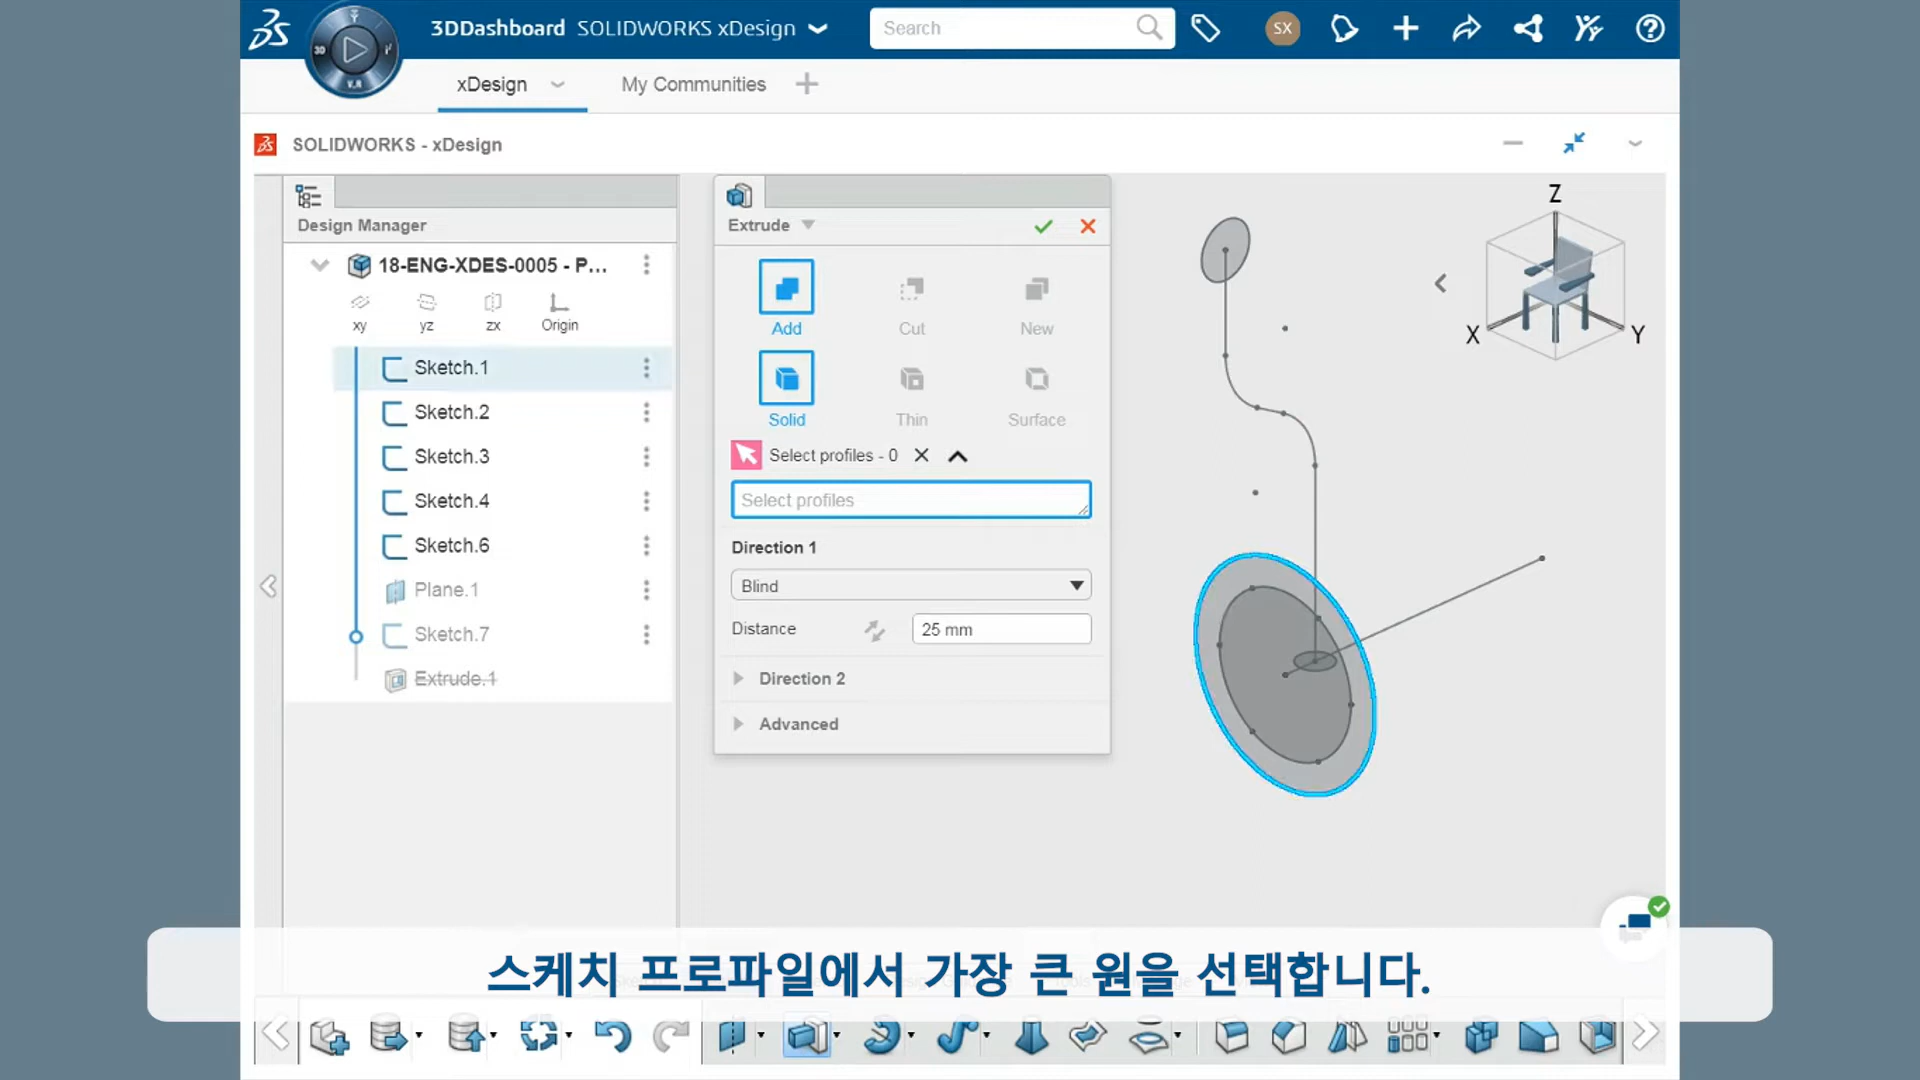 3DDashboard SOLIDWORKS xDesign
Search
SX
3D
V.R
xDesign
My Communities
SOLIDWORKS - xDesign
Design Manager
18-ENG-XDES-0005 - P...
xy
yz
zx
Origin
Sketch.1
Sketch.2
Sketch.3
Sketch.4
Sketch.6
Plane.1
Sketch.7
Extrude.1
Extrude
Add
Cut
New
Solid
Thin
Surface
Select profiles - 0
Select profiles
Direction 1
Blind
Distance
25 mm
Direction 2
Advanced
Z
X
Y
스케치 프로파일에서 가장 큰 원을 선택합니다.